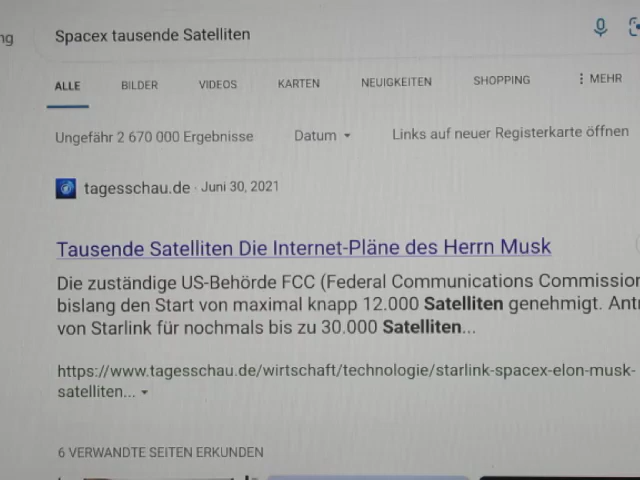 ng
Spacex tausende Satelliten
ALLE BILDER VIDEOS KARTEN NEUIGKEITEN SHOPPING MEHR
Ungefähr 2 670 000 Ergebnisse Datum Links auf neuer Registerkarte öffnen
tagesschau.de · Juni 30, 2021
Tausende Satelliten Die Internet-Pläne des Herrn Musk
Die zuständige US-Behörde FCC (Federal Communications Commission
bislang den Start von maximal knapp 12.000 Satelliten genehmigt. Antr
von Starlink für nochmals bis zu 30.000 Satelliten...
https://www.tagesschau.de/wirtschaft/technologie/starlink-spacex-elon-musk-
satelliten...
6 VERWANDTE SEITEN ERKUNDEN